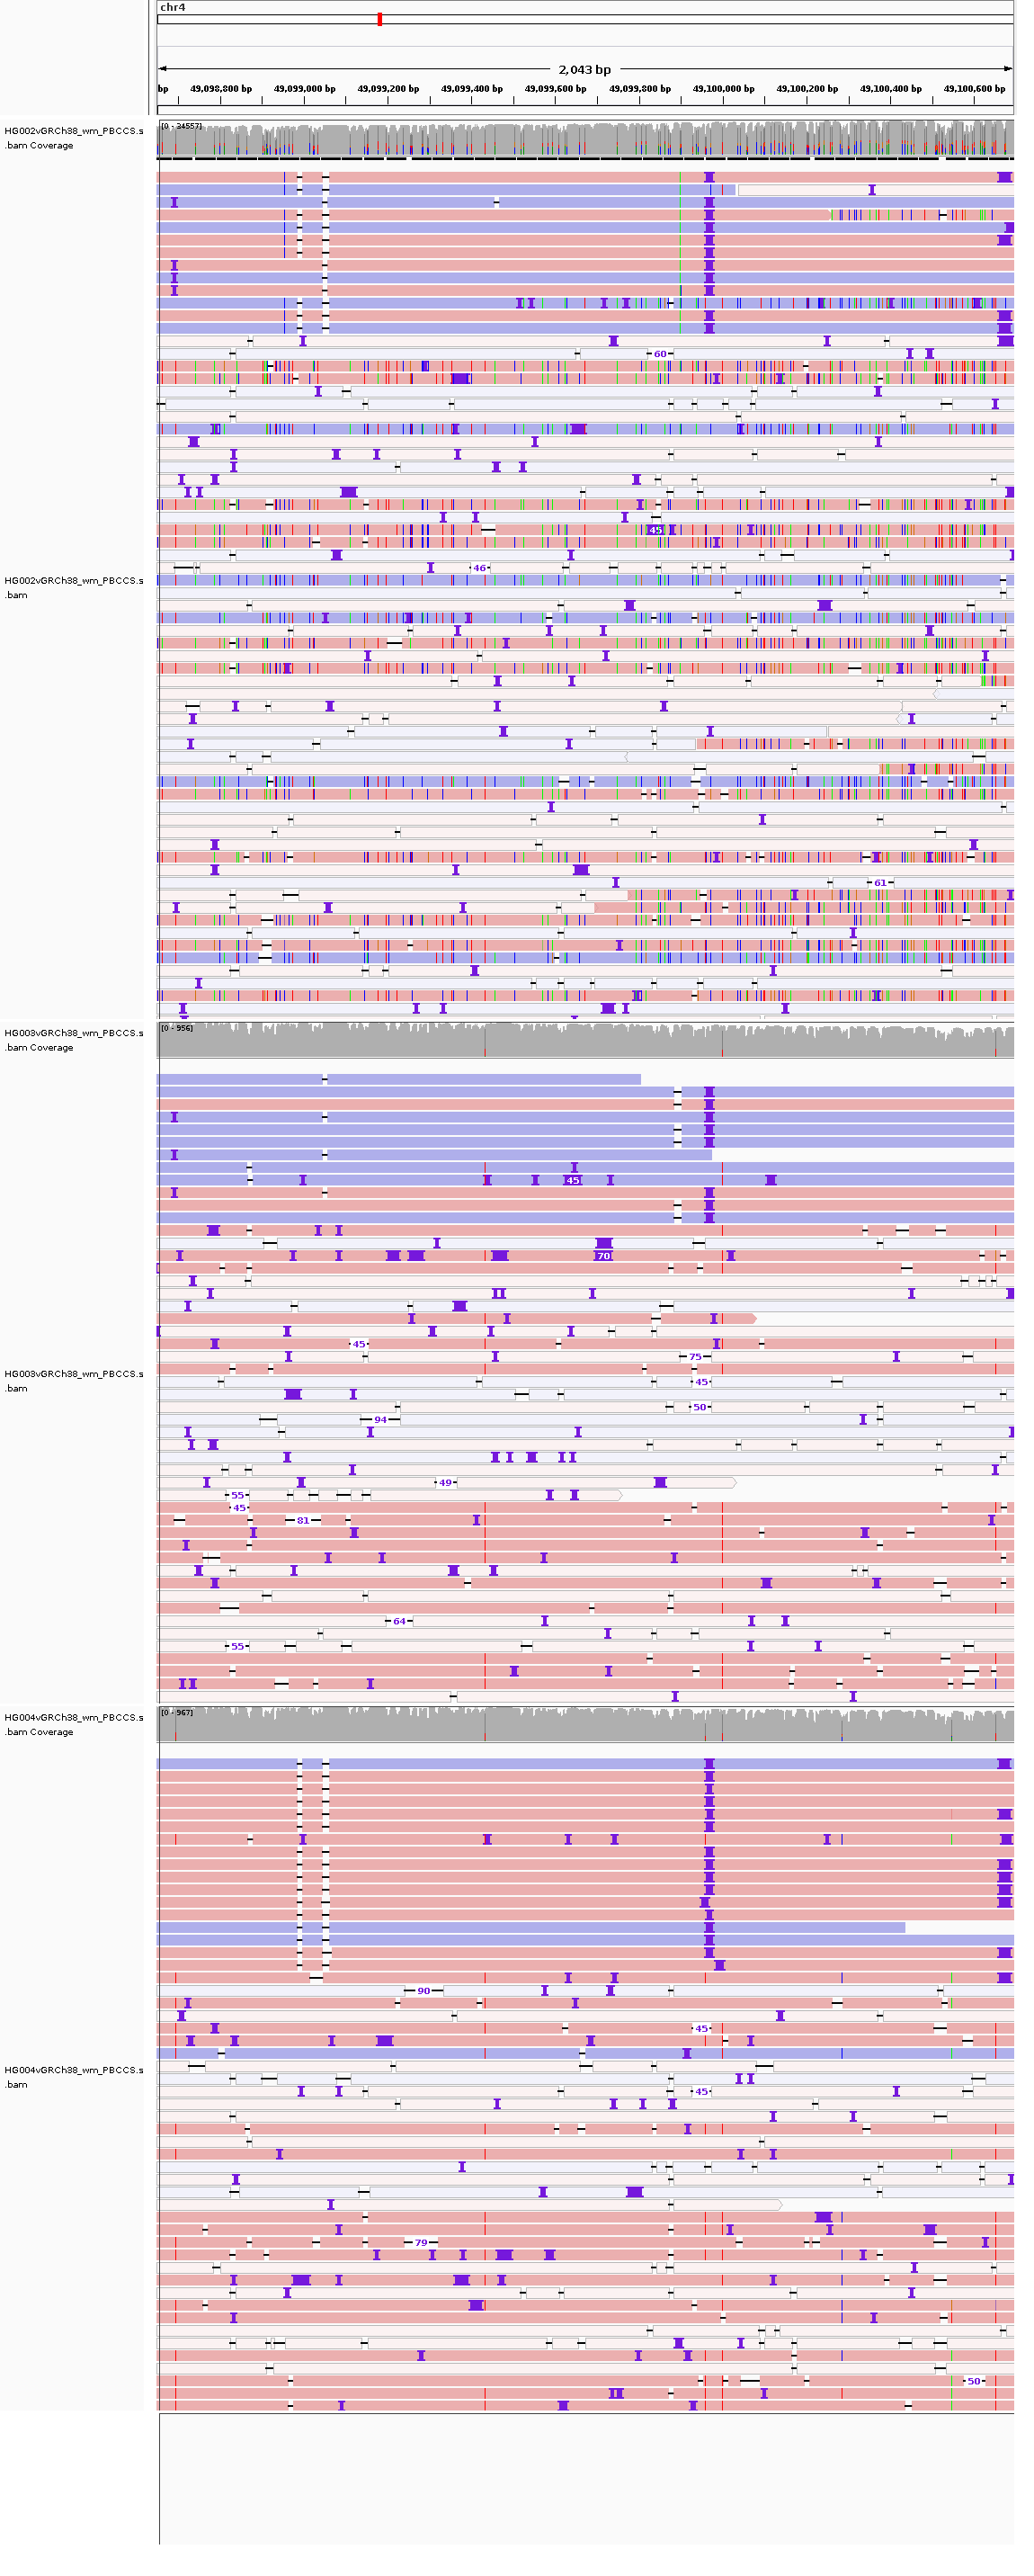 chr4
2,043 bp
bp 49,098,800 bp 49,099,000 bp 49,099,200 bp 49,099,400 bp 49,099,600 bp 49,099,800 bp 49,100,000 bp 49,100,200 bp 49,100,400 bp 49,100,600 bp
HG002vGRCh38_wm_PBCCS.s
.bam Coverage
[0 - 34557]
60
45
46
HG002vGRCh38_wm_PBCCS.s
.bam
61
HG003vGRCh38_wm_PBCCS.s
.bam Coverage
[0 - 956]
45
70
45
75
HG003vGRCh38_wm_PBCCS.s
.bam
45
50
94
49
55
45
81
64
55
HG004vGRCh38_wm_PBCCS.s
.bam Coverage
[0 - 967]
90
45
HG004vGRCh38_wm_PBCCS.s
.bam
45
79
50